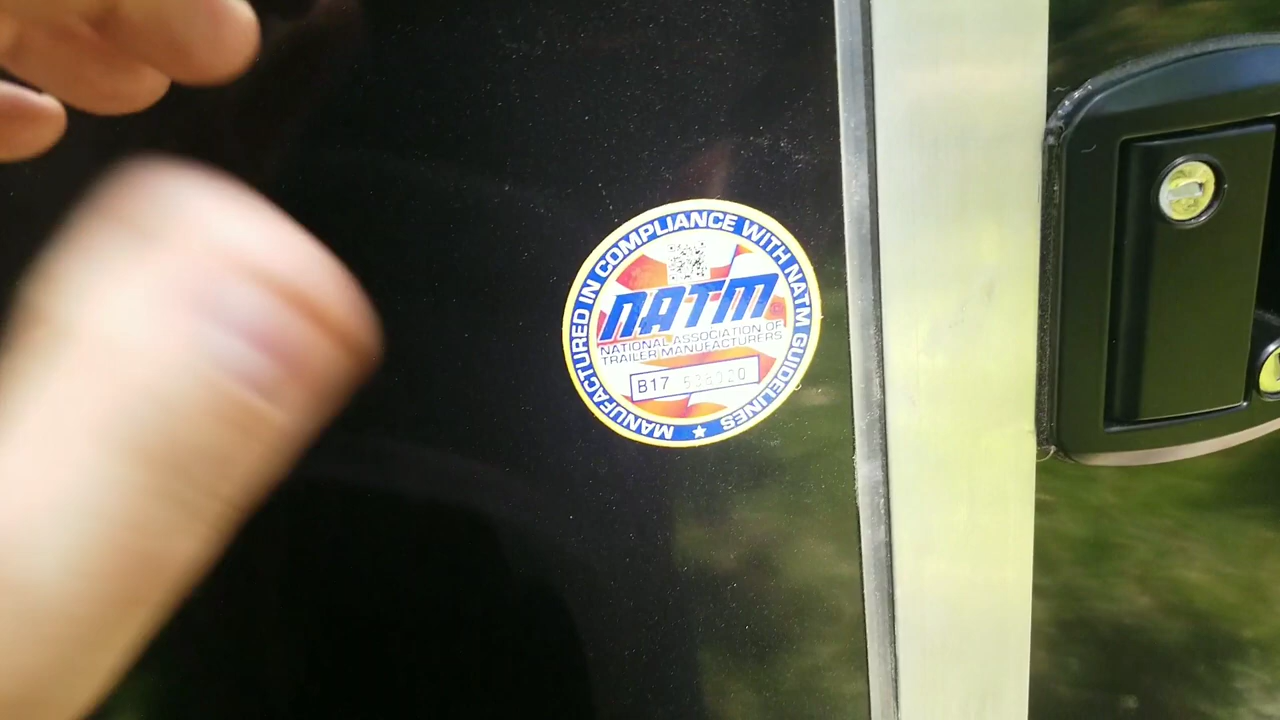 MANUFACTURED IN COMPLIANCE WITH NATM GUIDELINES
NATM
NATIONAL ASSOCIATION OF
TRAILER MANUFACTURERS
B17